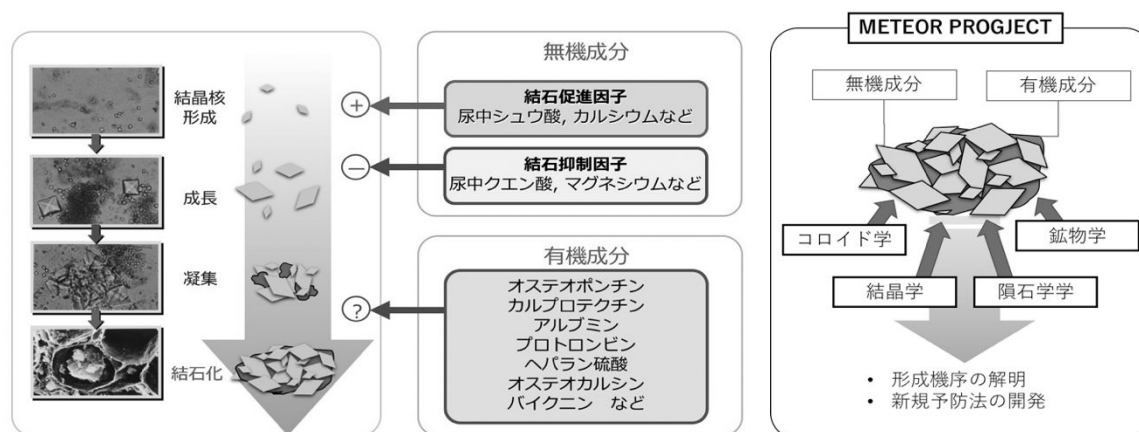 結晶核
形成
成長
凝集
結石化
+
−
?
無機成分
結石促進因子
尿中シュウ酸, カルシウムなど
結石抑制因子
尿中クエン酸, マグネシウムなど
有機成分
オステオポンチン
カルプロテクチン
アルブミン
プロトロンビン
ヘパラン硫酸
オステオカルシン
バイクニン など
METEOR PROGJECT
無機成分
有機成分
コロイド学
鉱物学
結晶学
隕石学学
• 形成機序の解明
• 新規予防法の開発